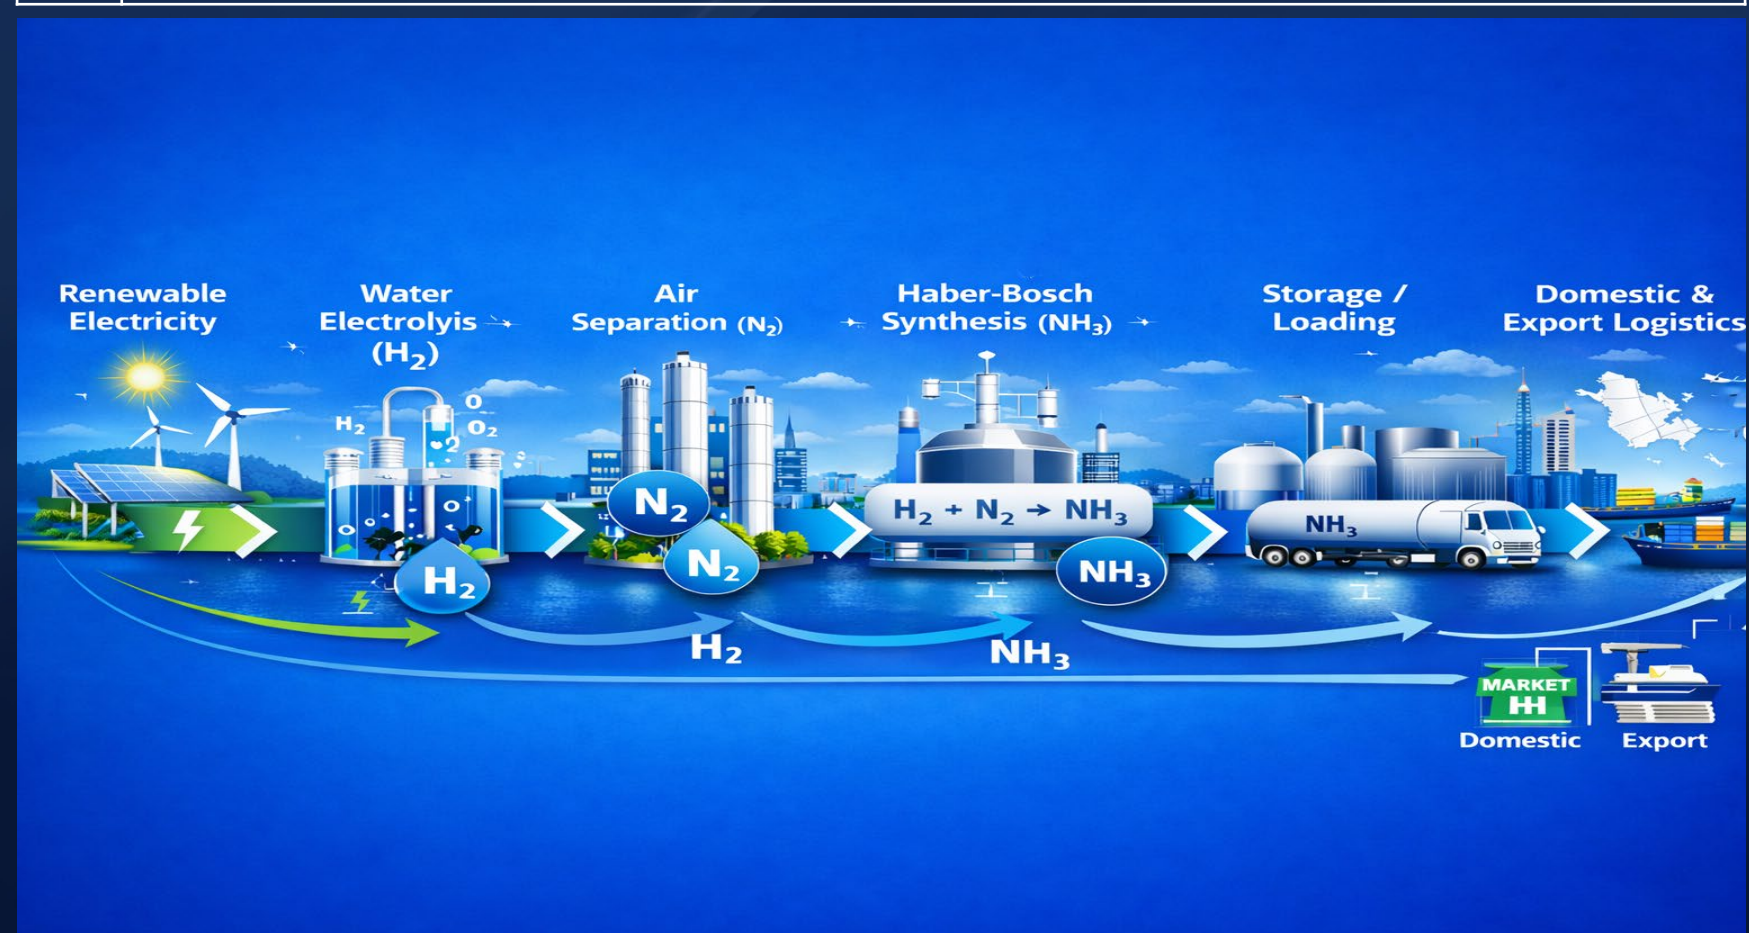 Renewable
Electricity
Water
Electrolyis
(H₂)
Air
Separation (N₂)
Haber-Bosch
Synthesis (NH₃)
Storage /
Loading
Domestic &
Export Logistics
H₂
O
O₂
2
O
O
N₂
N₂
H₂ + N₂ → NH₃
NH₃
H₂
NH₃
H₂
NH₃
MARKET
Domestic
Export